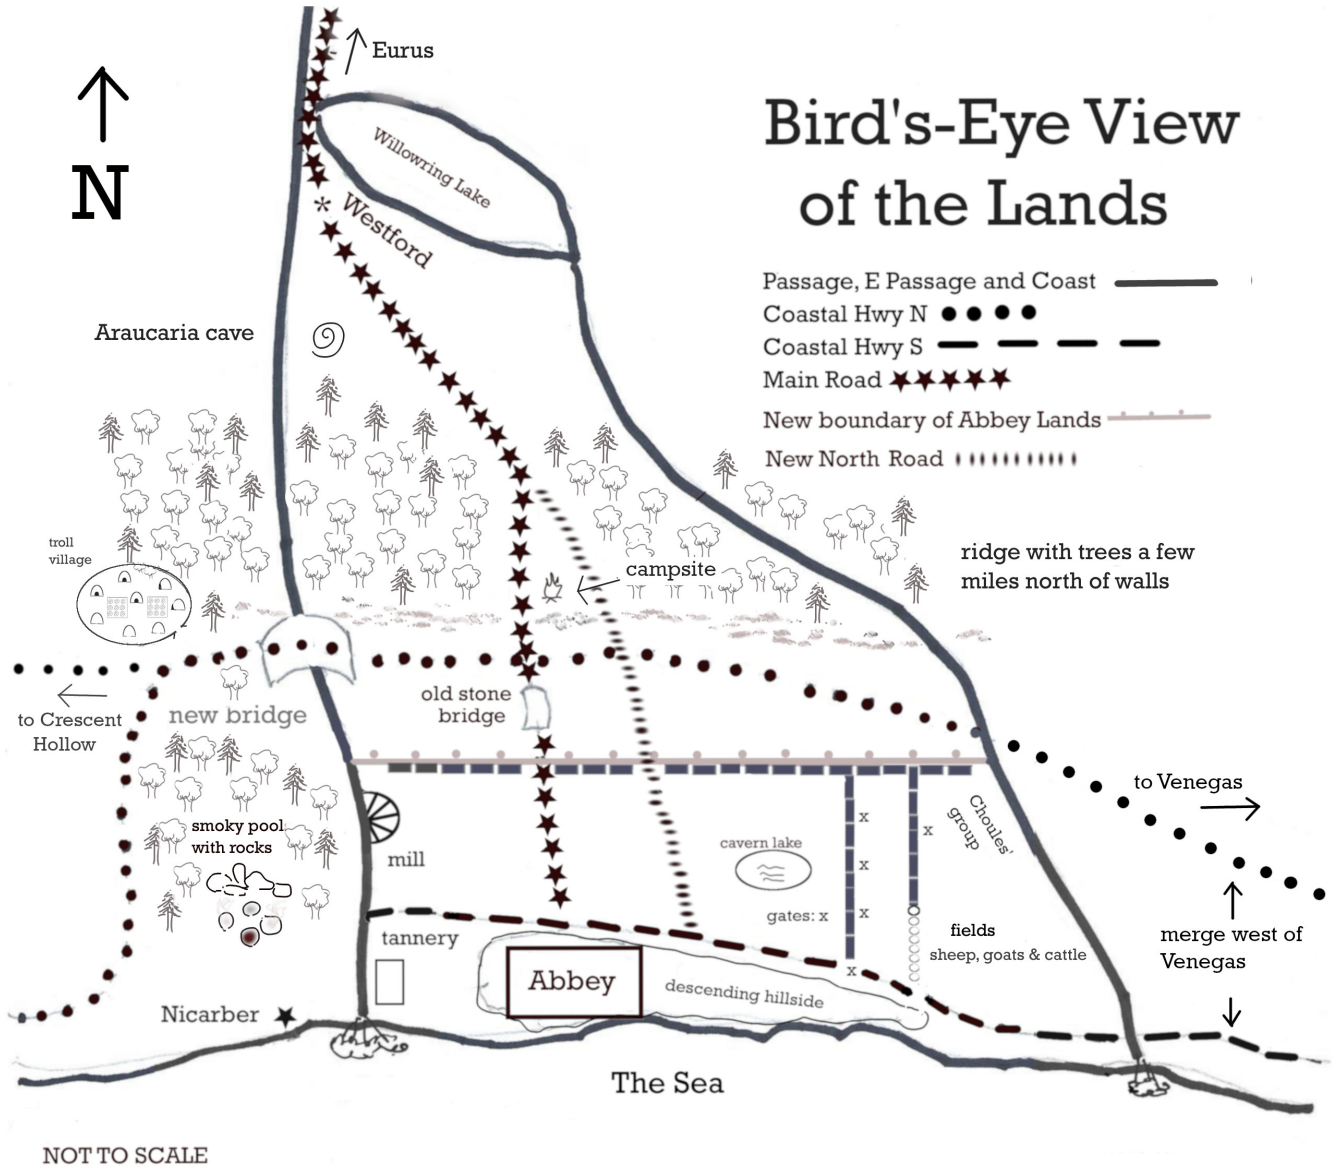 Eurus
N
Bird's-Eye View
of the Lands
Willowring Lake
Westford
Passage, E Passage and Coast
Coastal Hwy N
Coastal Hwy S
Main Road
New boundary of Abbey Lands
New North Road
Araucaria cave
troll
village
campsite
ridge with trees a few
miles north of walls
to Crescent
Hollow
new bridge
old stone
bridge
to Venegas
Choules'
group
smoky pool
with rocks
mill
cavern lake
x
x
x
gates: x
x
x
tannery
fields
sheep, goats & cattle
merge west of
Venegas
Abbey
descending hillside
Nicarber
The Sea
NOT TO SCALE